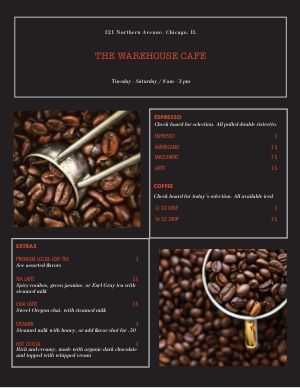 121 Northern Avenue, Chicago, IL
THE WAREHOUSE CAFE
Tuesday - Saturday / 8 am - 3 pm
ESPRESSO
Check board for selection. All pulled double ristretto.
ESPRESSO 2
AMERICANO 2.5
MACCHIATO 2.5
LATTE 3.5
COFFEE
Check board for today's selection. All available iced.
12 OZ DRIP 3
16 OZ DRIP 3.5
EXTRAS
PREMIUM LOOSE-LEAF TEA 3
See assorted flavors
TEA LATTE 3.5
Spicy rooibos, green jasmine, or Earl Gray tea with
steamed milk
CHAI LATTE 3.5
Sweet Oregon chai, with steamed milk
STEAMER 3
Steamed milk with honey, or add flavor shot for .50
HOT COCOA 3
Rich and creamy, made with organic dark chocolate
and topped with whipped cream